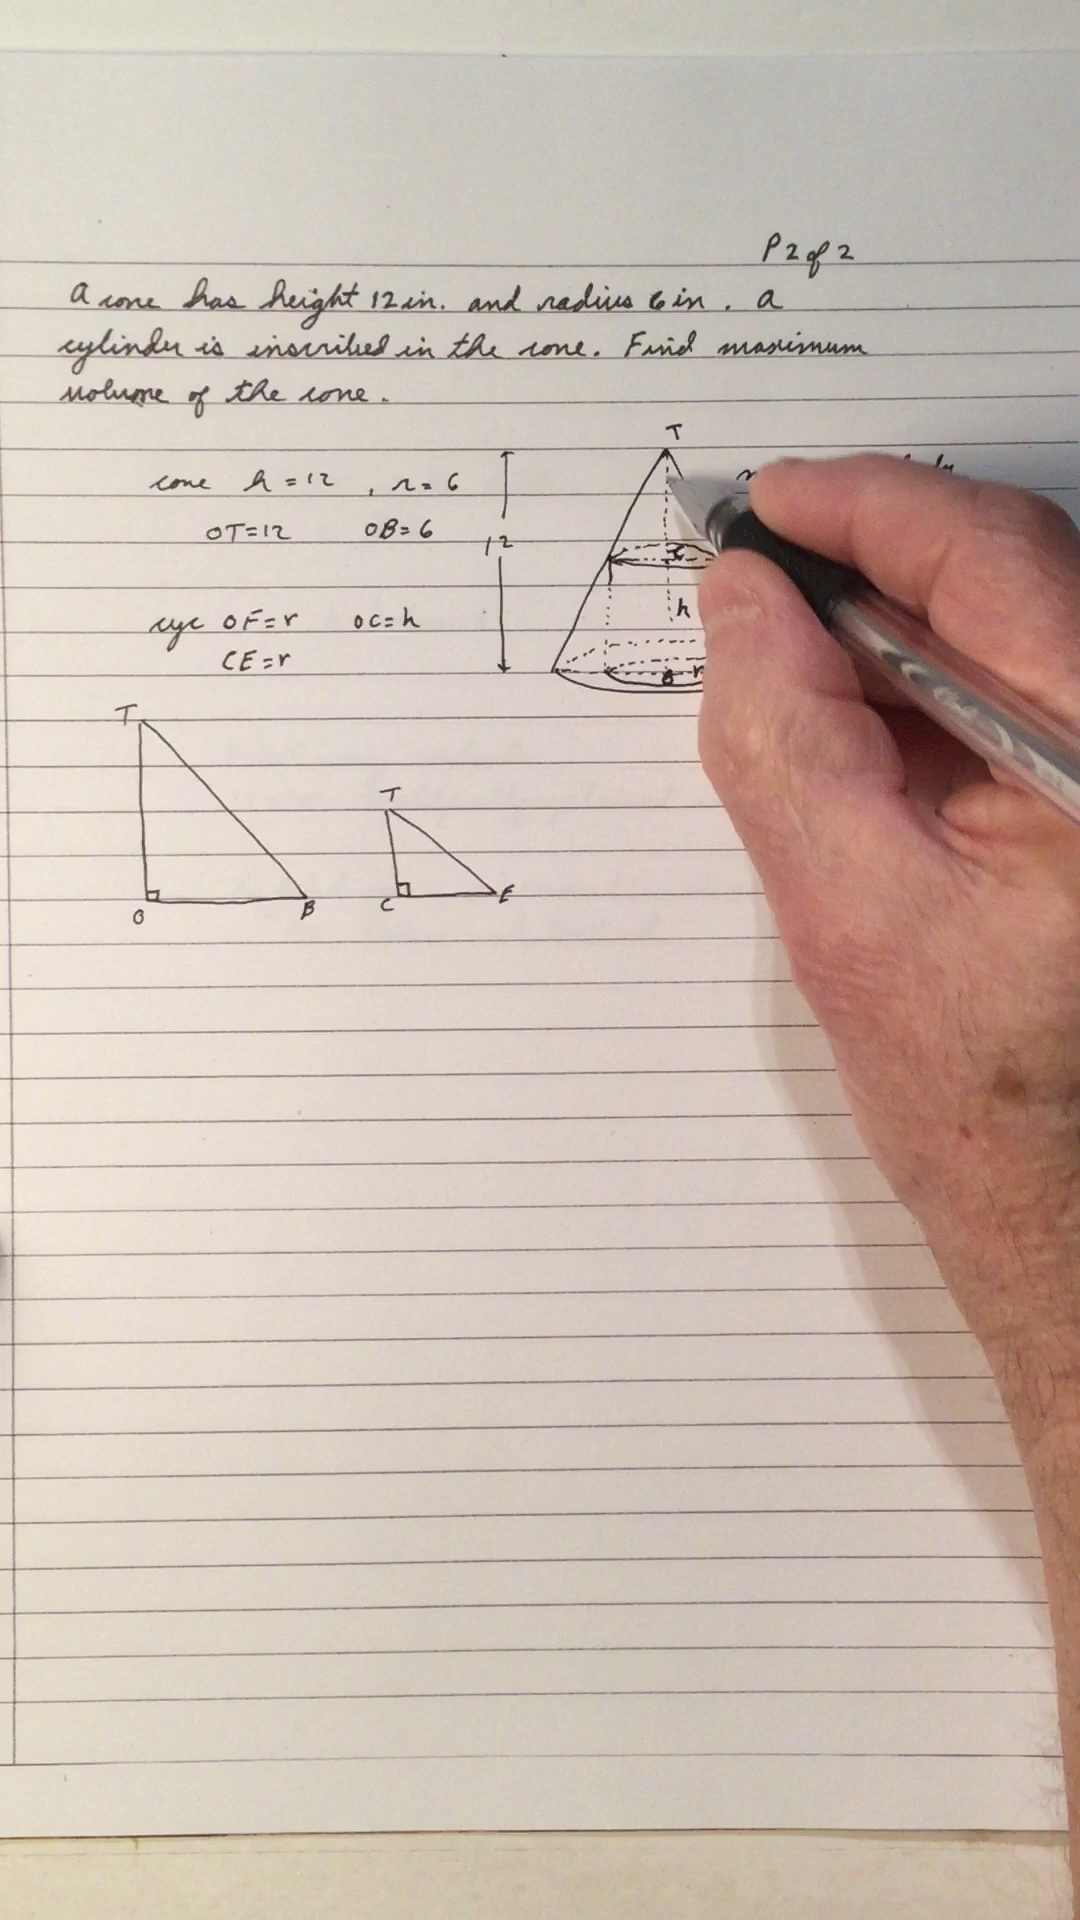 P 2 of 2
A cone has height 12 in. and radius 6 in. A
cylinder is inscribed in the cone. Find maximum
volume of the cone.
T
cone h = 12 , r = 6
OT=12 OB=6
12
C
h
cyc OF=r OC=h
CE=r
O r
T
T
O B C E